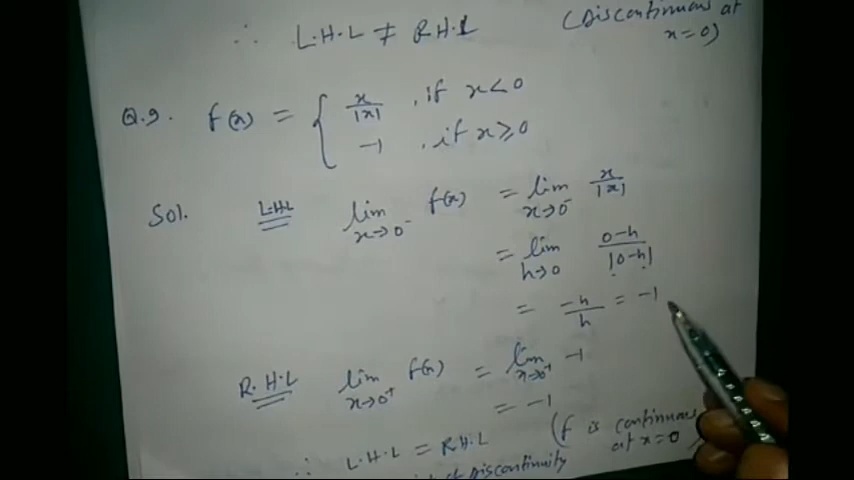 ∴ L.H.L ≠ R.H.L (Discontinuous at
x=0)
Q.9. f(x) = { x/|x| , if x<0
-1 , if x⩾0
Sol. L.H.L lim x→0⁻ f(x) = lim x→0⁻ x/|x|
= lim h→0 0-h/|0-h|
= -h/h = -1
R.H.L lim x→0⁺ f(x) = lim x→0⁺ -1
= -1
∴ L.H.L = R.H.L (f is continuous
at x=0)
of Discontinuity